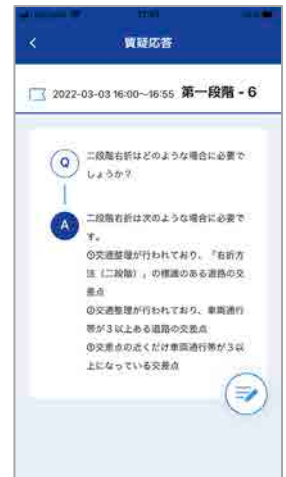 質疑応答
2022-03-03 16:00~16:55 第一段階 - 6
Q
二段階右折はどのような場合に必要で
しょうか？
A
二段階右折は次のような場合に必要で
す。
①交通整理が行われており、「右折方
法（二段階）」の標識のある道路の交
差点
②交通整理が行われており、車両通行
帯が３以上ある道路の交差点
③交差点の近くだけ車両通行帯が３以
上になっている交差点